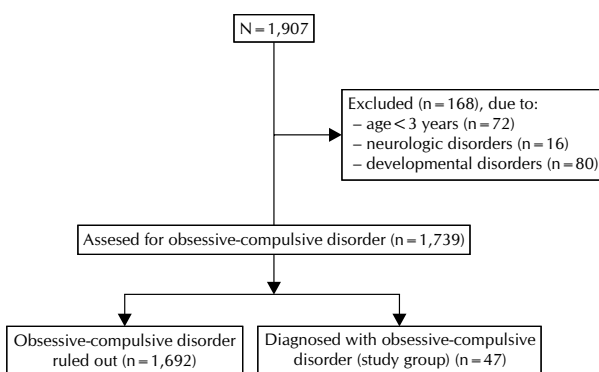 N = 1,907
Excluded (n = 168), due to:
– age < 3 years (n = 72)
– neurologic disorders (n = 16)
– developmental disorders (n = 80)
Assesed for obsessive-compulsive disorder (n = 1,739)
Obsessive-compulsive disorder
ruled out (n = 1,692)
Diagnosed with obsessive-compulsive
disorder (study group) (n = 47)